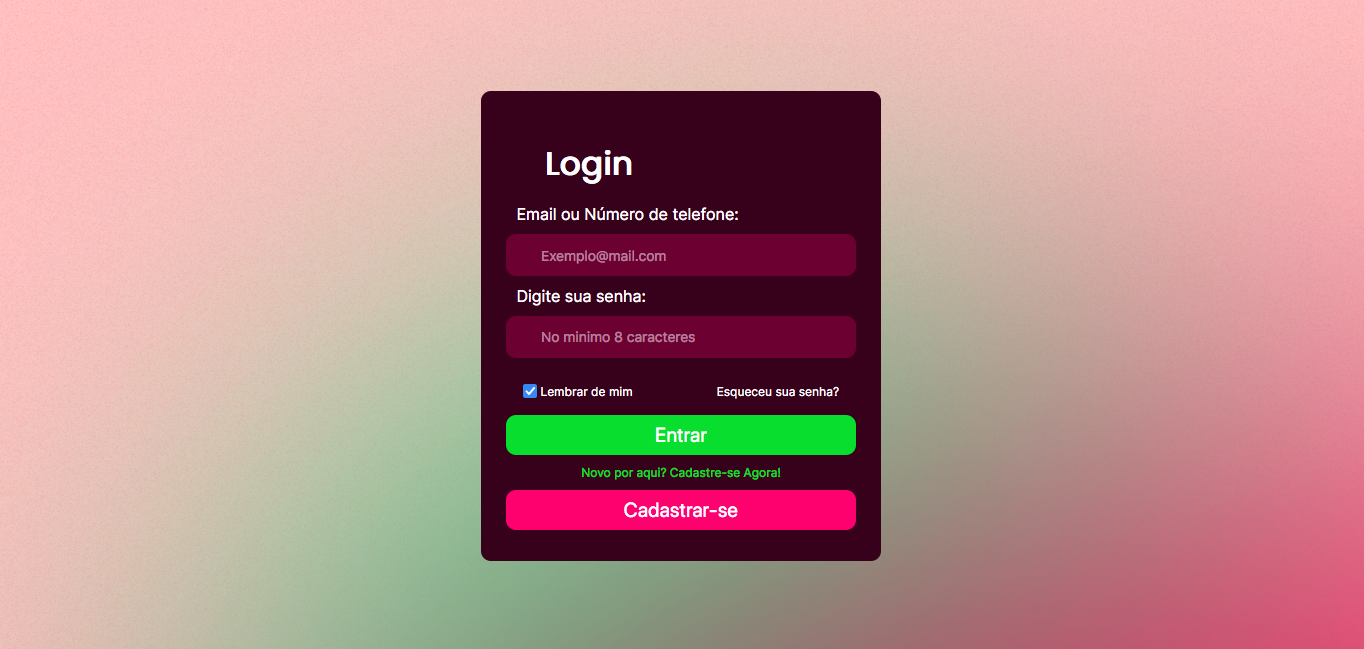 Login
Email ou Número de telefone:
Exemplo@mail.com
Digite sua senha:
No minimo 8 caracteres
Lembrar de mim Esqueceu sua senha?
Entrar
Novo por aqui? Cadastre-se Agora!
Cadastrar-se